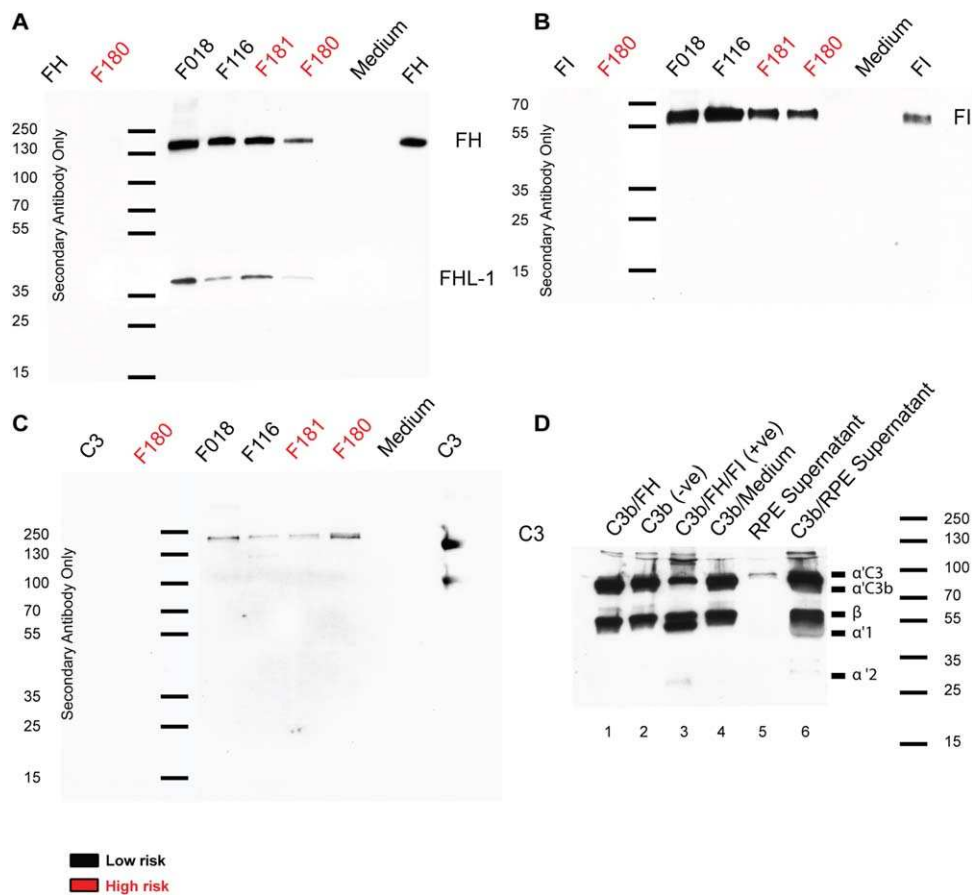 A
FH
F180
F018
F116
F181
F180
Medium
FH
250
130
100
70
55
35
25
15
Secondary Antibody Only
FH
FHL-1
B
FI
F180
F018
F116
F181
F180
Medium
FI
70
55
35
25
15
Secondary Antibody Only
FI
C
C3
F180
F018
F116
F181
F180
Medium
C3
250
130
100
70
55
35
25
15
Secondary Antibody Only
D
C3
C3b/FH
C3b (-ve)
C3b/FH/FI (+ve)
C3b/Medium
RPE Supernatant
C3b/RPE Supernatant
α'C3
α'C3b
β
α'1
α'2
250
130
100
70
55
35
25
15
1 2 3 4 5 6
Low risk
High risk